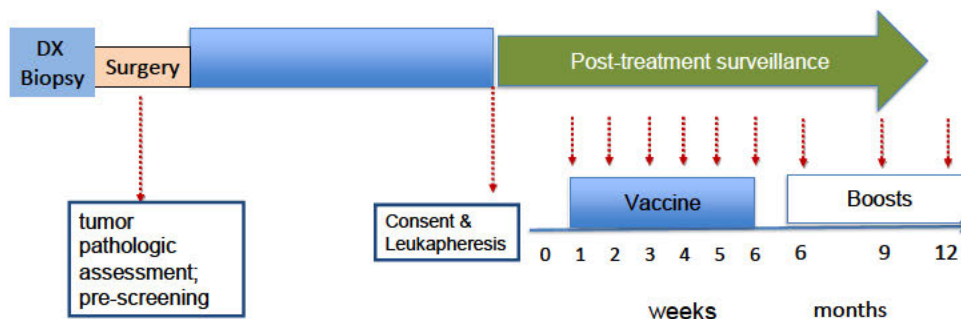 DX
Biopsy
Surgery
Post-treatment surveillance
tumor
pathologic
assessment;
pre-screening
Consent &
Leukapheresis
Vaccine
Boosts
0 1 2 3 4 5 6 6 9 12
weeks months